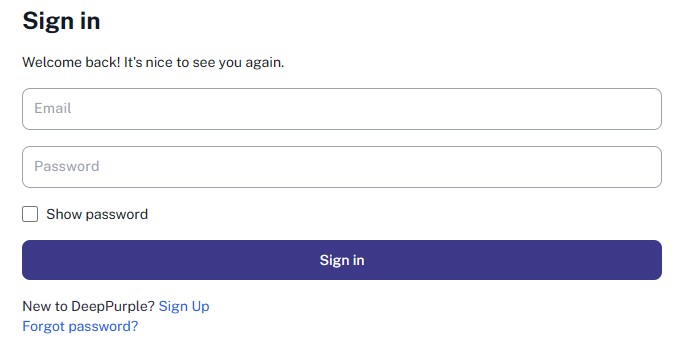 Sign in
Welcome back! It's nice to see you again.
Email
Password
Show password
Sign in
New to DeepPurple? Sign Up
Forgot password?